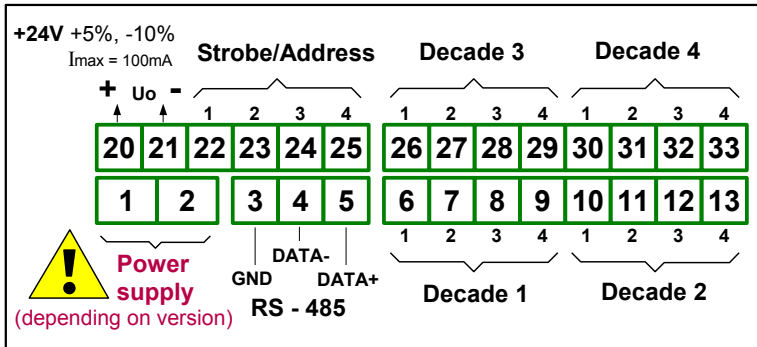 +24V +5%, -10%
Imax = 100mA
+ Uo -
Strobe/Address
Decade 3
Decade 4
1 2 3 4 1 2 3 4 1 2 3 4
20 21 22 23 24 25 26 27 28 29 30 31 32 33
1 2 3 4 5 6 7 8 9 10 11 12 13
1 2 3 4 1 2 3 4
Power
supply
(depending on version)
GND DATA- DATA+
RS - 485
Decade 1
Decade 2
!